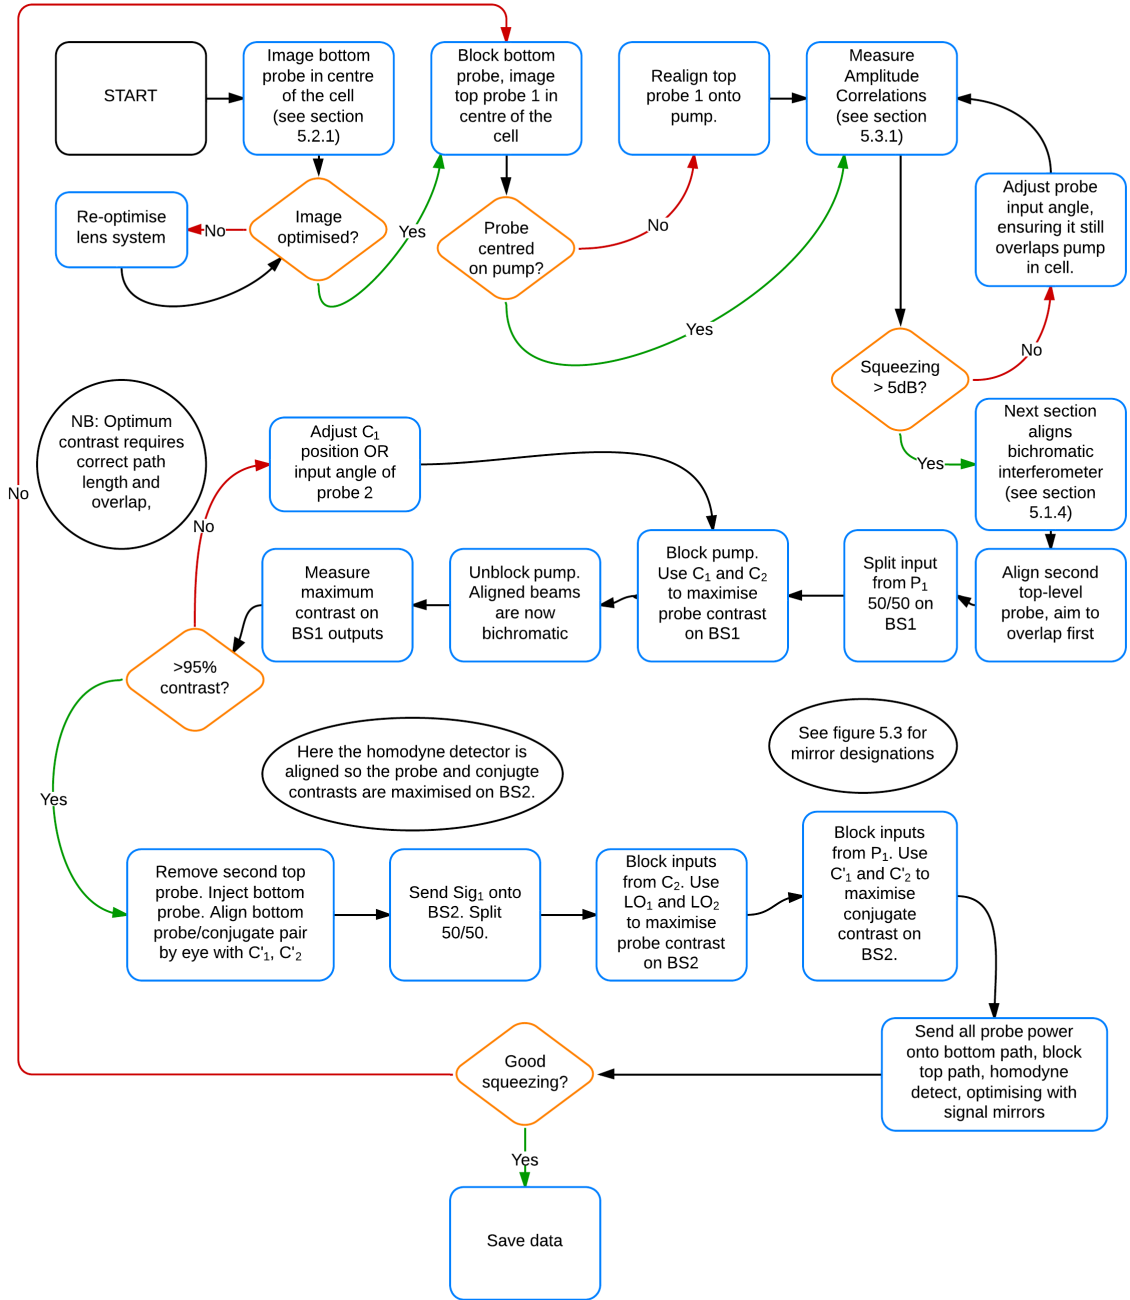 START
Image bottom
probe in centre
of the cell
(see section
5.2.1)
Block bottom
probe, image
top probe 1 in
centre of the
cell
Realign top
probe 1 onto
pump.
Measure
Amplitude
Correlations
(see section
5.3.1)
Re-optimise
lens system
No
Image
optimised?
Yes
Probe
centred
on pump?
No
Yes
Adjust probe
input angle,
ensuring it still
overlaps pump
in cell.
Squeezing
> 5dB?
No
Yes
NB: Optimum
contrast requires
correct path
length and
overlap,
No
No
Adjust C₁
position OR
input angle of
probe 2
Next section
aligns
bichromatic
interferometer
(see section
5.1.4)
Measure
maximum
contrast on
BS1 outputs
Unblock pump.
Aligned beams
are now
bichromatic
Block pump.
Use C₁ and C₂
to maximise
probe contrast
on BS1
Split input
from P₁
50/50 on
BS1
Align second
top-level
probe, aim to
overlap first
>95%
contrast?
Yes
Here the homodyne detector is
aligned so the probe and conjugte
contrasts are maximised on BS2.
See figure 5.3 for
mirror designations
Remove second top
probe. Inject bottom
probe. Align bottom
probe/conjugate pair
by eye with C'₁, C'₂
Send Sig₁ onto
BS2. Split
50/50.
Block inputs
from C₂. Use
LO₁ and LO₂
to maximise
probe contrast
on BS2
Block inputs
from P₁. Use
C'₁ and C'₂ to
maximise
conjugate
contrast on
BS2.
Good
squeezing?
Send all probe power
onto bottom path, block
top path, homodyne
detect, optimising with
signal mirrors
Yes
Save data